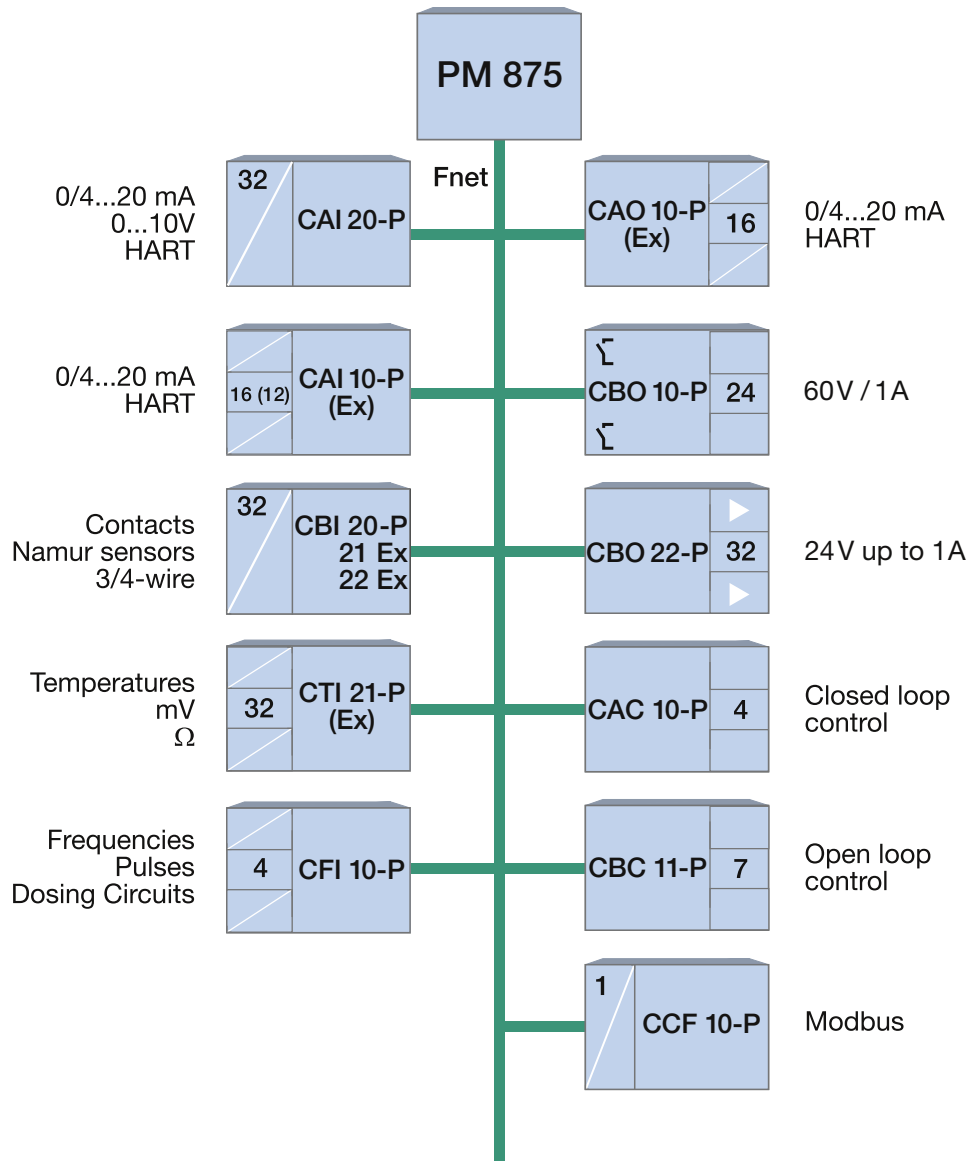 PM 875
Fnet
0/4...20 mA
0...10V
HART
32
CAI 20-P
CAO 10-P
(Ex)
16
0/4...20 mA
HART
0/4...20 mA
HART
16 (12)
CAI 10-P
(Ex)
CBO 10-P
24
60V / 1A
Contacts
Namur sensors
3/4-wire
32
CBI 20-P
21 Ex
22 Ex
CBO 22-P
32
24V up to 1A
Temperatures
mV
Ω
32
CTI 21-P
(Ex)
CAC 10-P
4
Closed loop
control
Frequencies
Pulses
Dosing Circuits
4
CFI 10-P
CBC 11-P
7
Open loop
control
1
CCF 10-P
Modbus